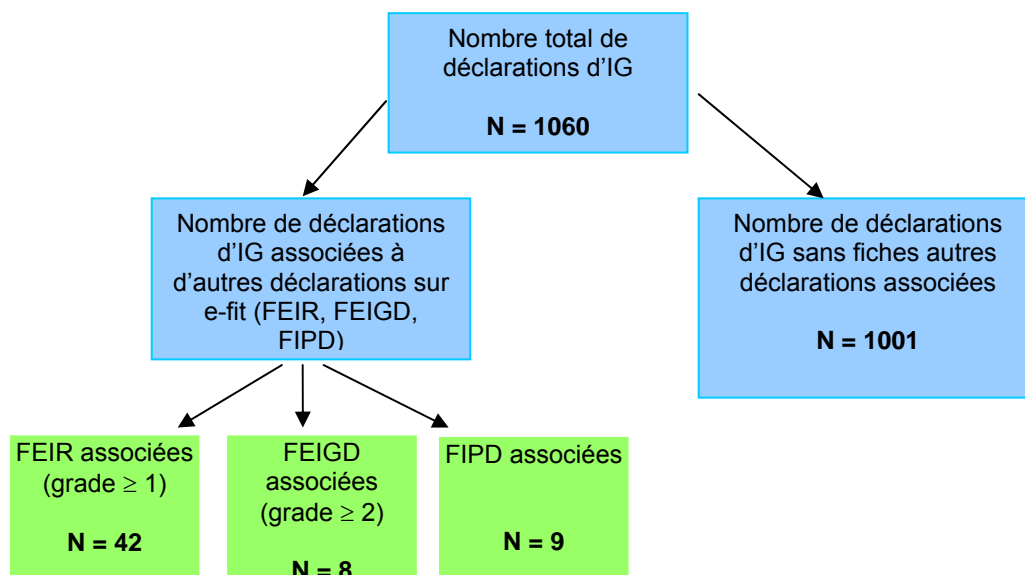 Nombre total de
déclarations d’IG
N = 1060
Nombre de déclarations
d’IG associées à
d’autres déclarations sur
e-fit (FEIR, FEIGD,
FIPD)
Nombre de déclarations
d’IG sans fiches autres
déclarations associées
N = 1001
FEIR associées
(grade ≥ 1)
N = 42
FEIGD
associées
(grade ≥ 2)
N = 8
FIPD associées
N = 9